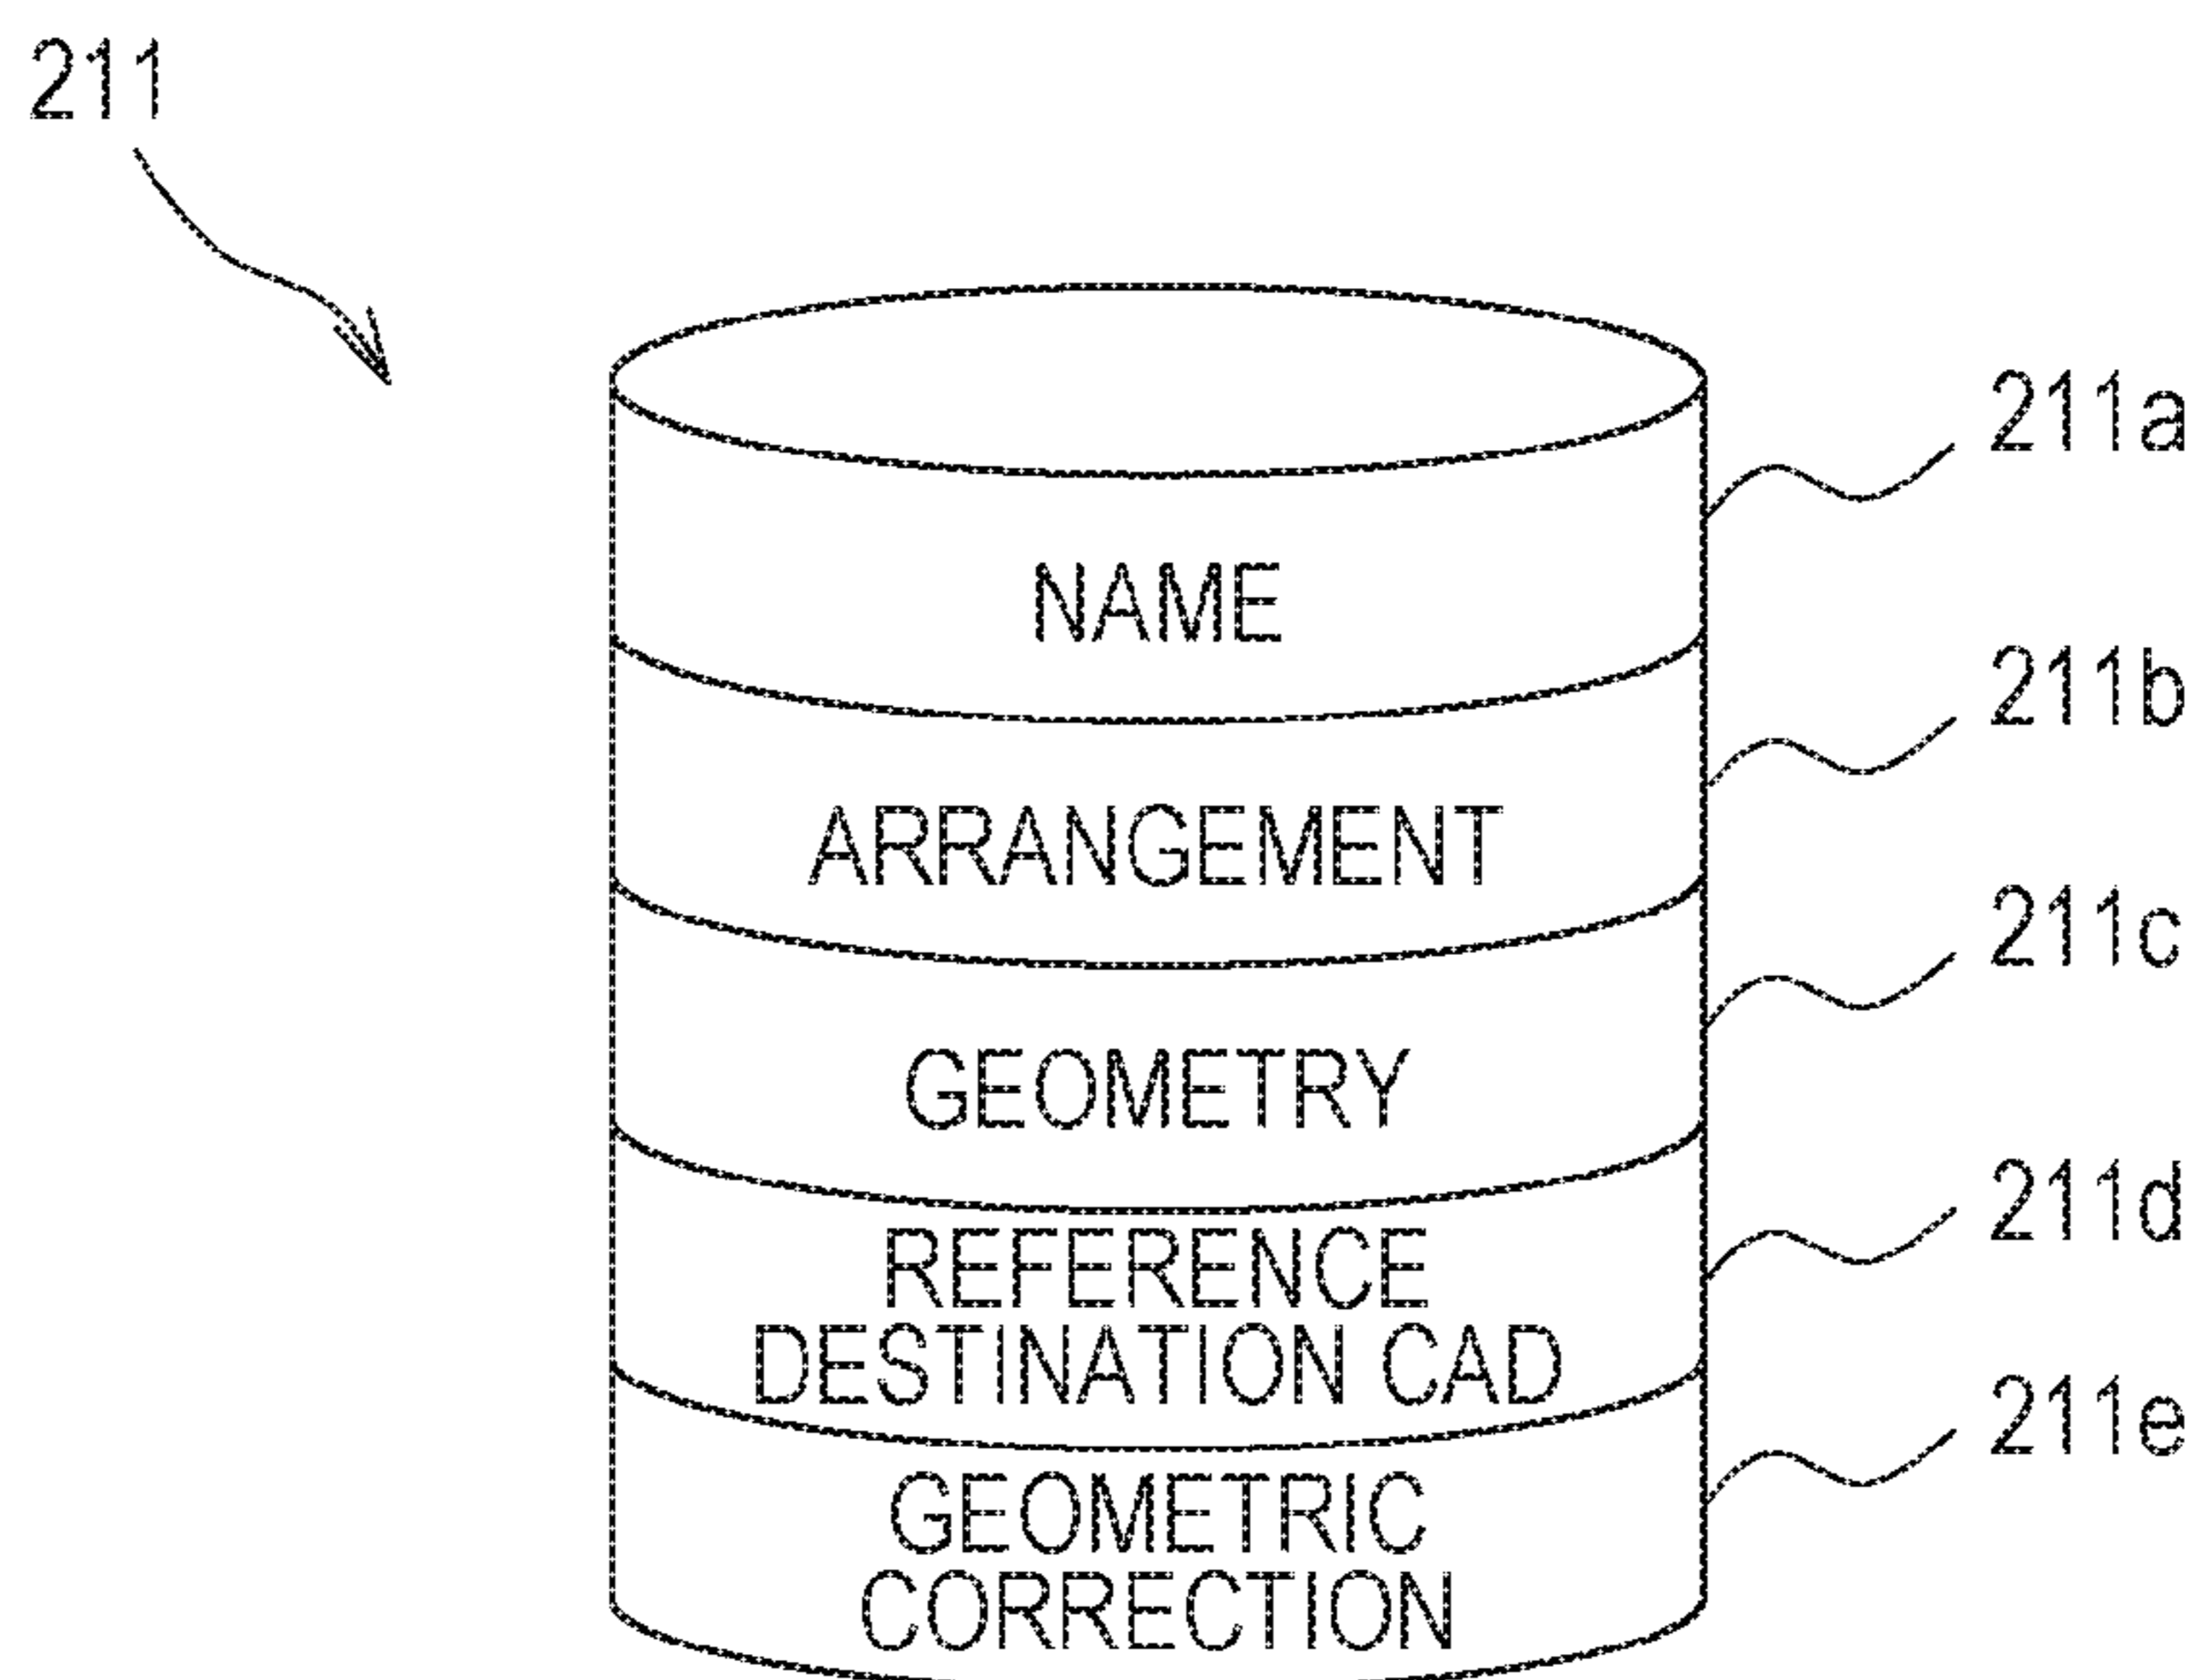 211
211a
NAME
211b
ARRANGEMENT
211c
GEOMETRY
211d
REFERENCE
DESTINATION CAD
211e
GEOMETRIC
CORRECTION